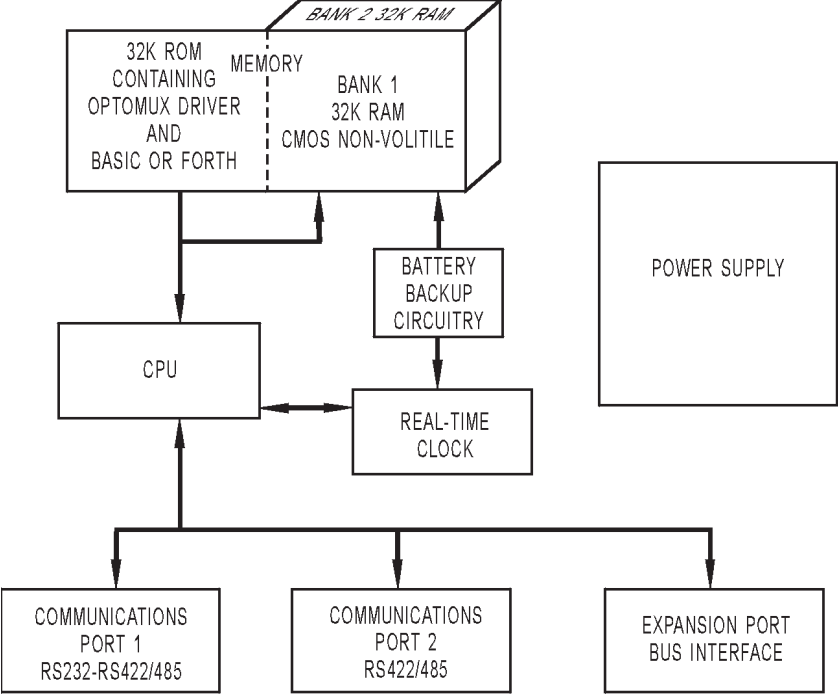 BANK 2 32K RAM
32K ROM
CONTAINING
OPTOMUX DRIVER
AND
BASIC OR FORTH
MEMORY
BANK 1
32K RAM
CMOS NON-VOLITILE
BATTERY
BACKUP
CIRCUITRY
POWER SUPPLY
CPU
REAL-TIME
CLOCK
COMMUNICATIONS
PORT 1
RS232-RS422/485
COMMUNICATIONS
PORT 2
RS422/485
EXPANSION PORT
BUS INTERFACE